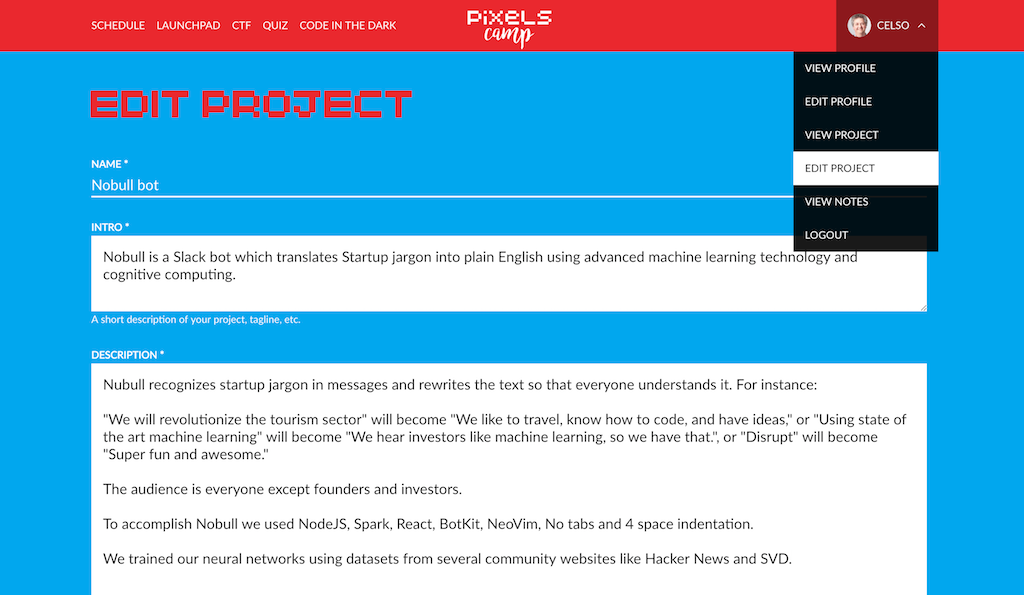 SCHEDULE LAUNCHPAD CTF QUIZ CODE IN THE DARK
PiXELS
camp
CELSO
VIEW PROFILE
EDIT PROFILE
VIEW PROJECT
EDIT PROJECT
VIEW NOTES
LOGOUT
EDIT PROJECT
NAME *
Nobull bot
INTRO *
Nobull is a Slack bot which translates Startup jargon into plain English using advanced machine learning technology and
cognitive computing.
A short description of your project, tagline, etc.
DESCRIPTION *
Nubull recognizes startup jargon in messages and rewrites the text so that everyone understands it. For instance:
"We will revolutionize the tourism sector" will become "We like to travel, know how to code, and have ideas," or "Using state of
the art machine learning" will become "We hear investors like machine learning, so we have that.", or "Disrupt" will become
"Super fun and awesome."
The audience is everyone except founders and investors.
To accomplish Nobull we used NodeJS, Spark, React, BotKit, NeoVim, No tabs and 4 space indentation.
We trained our neural networks using datasets from several community websites like Hacker News and SVD.